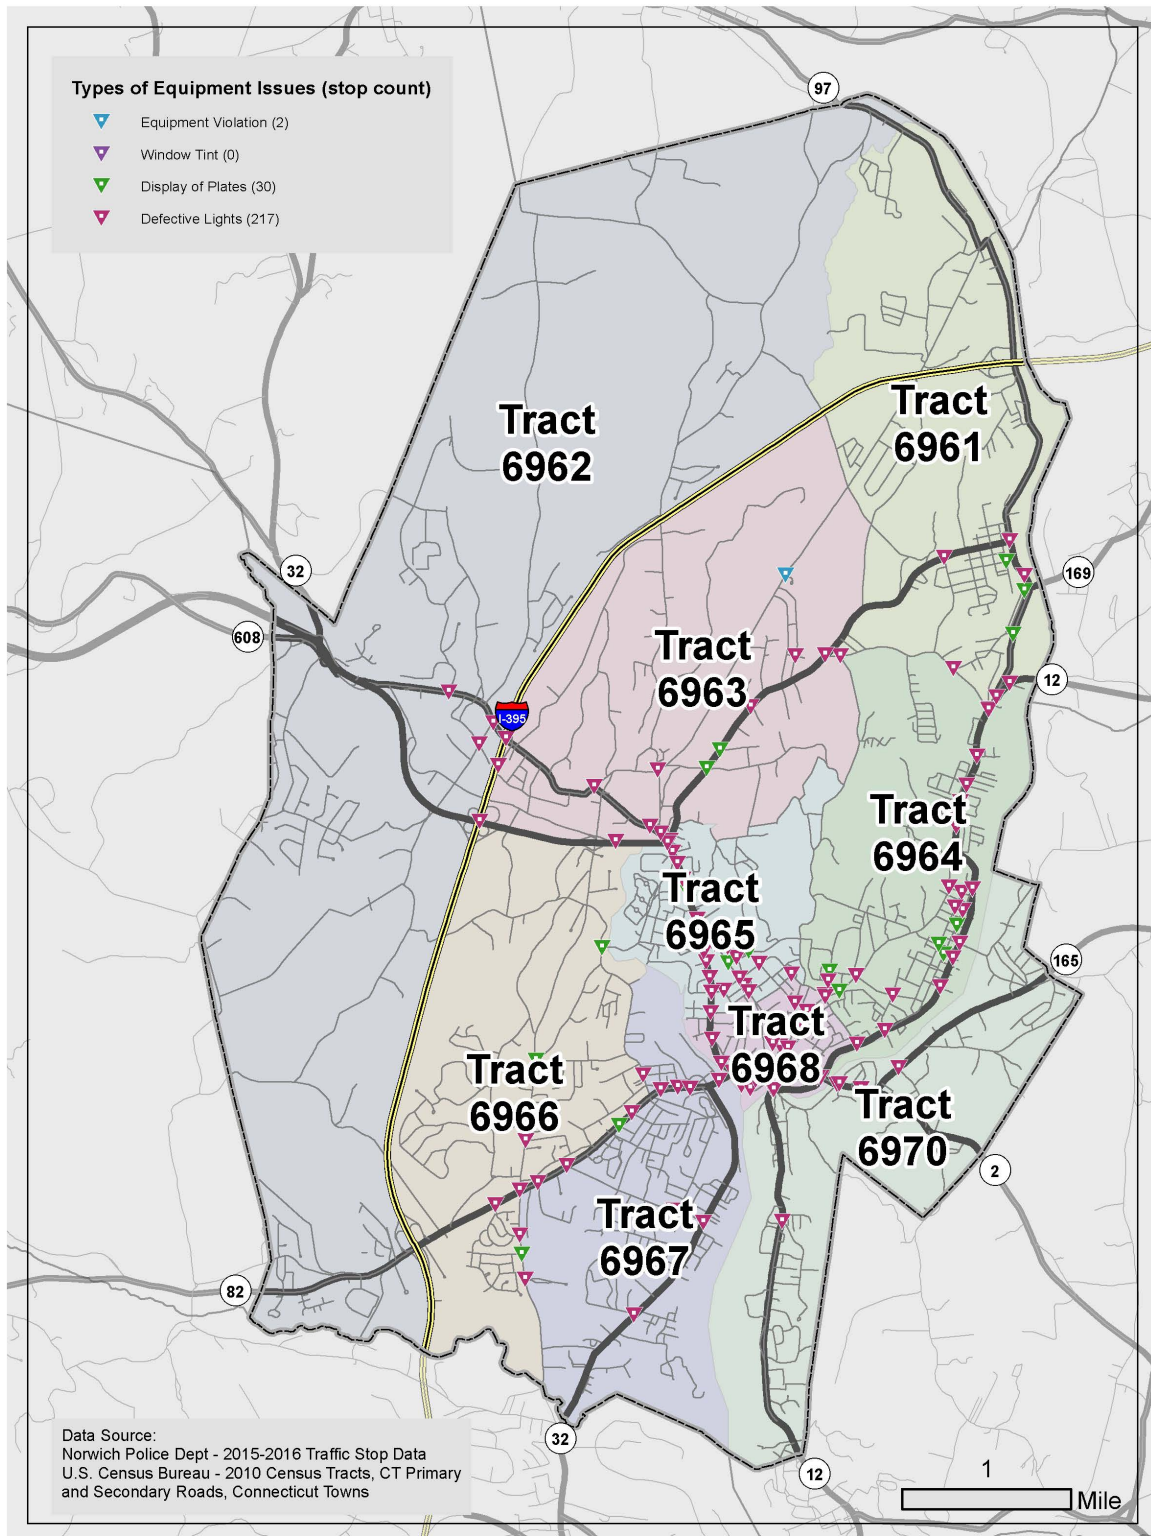 97
Types of Equipment Issues (stop count)
Equipment Violation (2)
Window Tint (0)
Display of Plates (30)
Defective Lights (217)
Tract
6962
Tract
6961
32
169
608
Tract
6963
12
I-395
Tract
6964
Tract
6965
165
Tract
6968
Tract
6966
Tract
6970
2
Tract
6967
82
Data Source:
Norwich Police Dept - 2015-2016 Traffic Stop Data
U.S. Census Bureau - 2010 Census Tracts, CT Primary
and Secondary Roads, Connecticut Towns
32
12
1
Mile